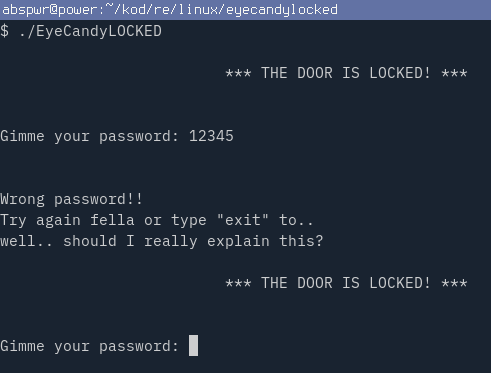 abspwr@power:~/kod/re/linux/eyecandylocked
$ ./EyeCandyLOCKED
*** THE DOOR IS LOCKED! ***
Gimme your password: 12345
Wrong password!!
Try again fella or type "exit" to..
well.. should I really explain this?
*** THE DOOR IS LOCKED! ***
Gimme your password: